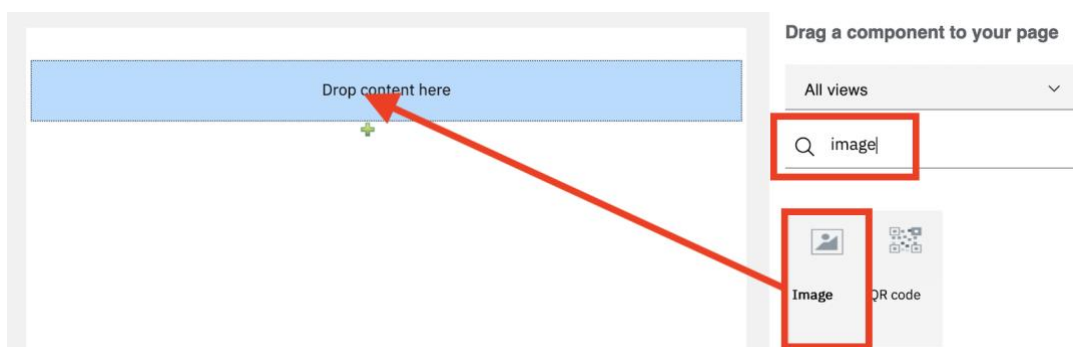 Drag a component to your page
Drop content here
All views
image
Image
QR code